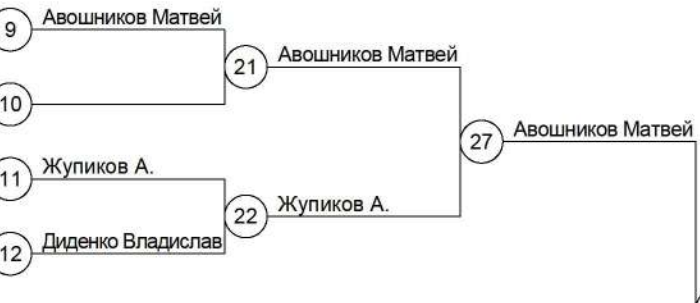 9 Авошников Матвей
21 Авошников Матвей
10
27 Авошников Матвей
11 Жупиков А.
22 Жупиков А.
12 Диденко Владислав